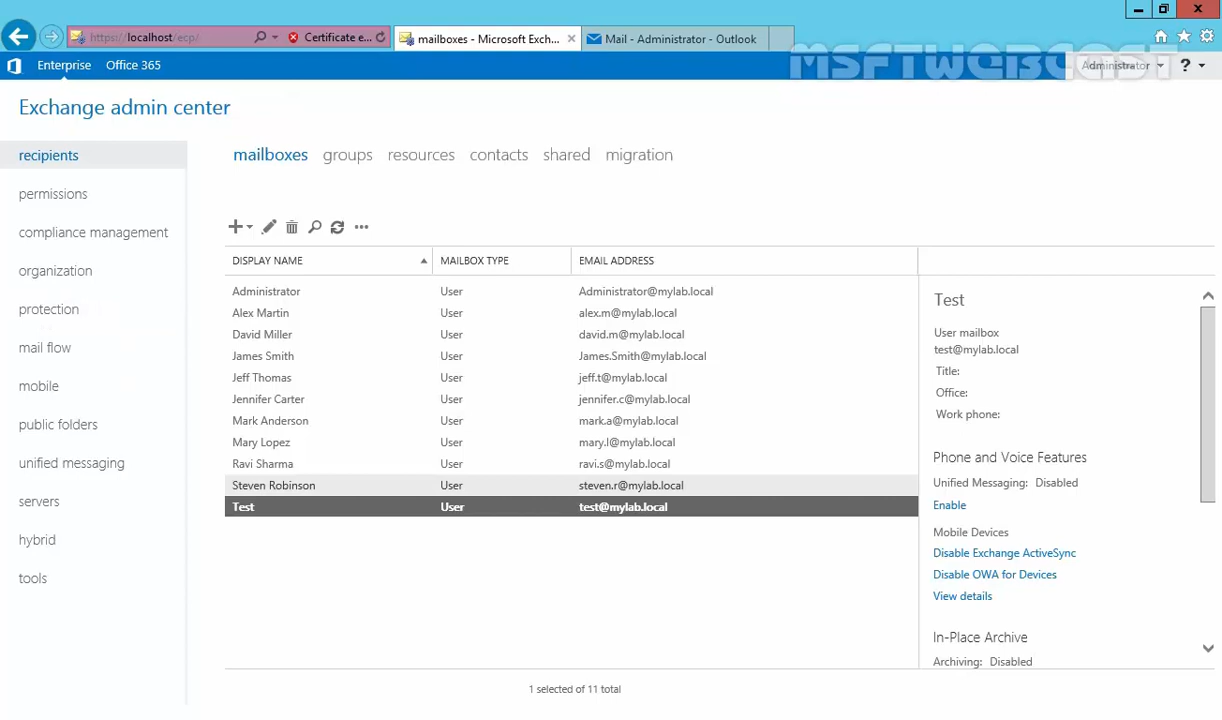 https://localhost/ecp/
Certificate e...
mailboxes - Microsoft Exch...
Mail - Administrator - Outlook
MSFTWEBCAST
Enterprise
Office 365
Administrator
?
Exchange admin center
recipients
permissions
compliance management
organization
protection
mail flow
mobile
public folders
unified messaging
servers
hybrid
tools
mailboxes groups resources contacts shared migration
DISPLAY NAME MAILBOX TYPE EMAIL ADDRESS
Administrator User Administrator@mylab.local
Alex Martin User alex.m@mylab.local
David Miller User david.m@mylab.local
James Smith User James.Smith@mylab.local
Jeff Thomas User jeff.t@mylab.local
Jennifer Carter User jennifer.c@mylab.local
Mark Anderson User mark.a@mylab.local
Mary Lopez User mary.l@mylab.local
Ravi Sharma User ravi.s@mylab.local
Steven Robinson User steven.r@mylab.local
Test User test@mylab.local
1 selected of 11 total
Test
User mailbox
test@mylab.local
Title:
Office:
Work phone:
Phone and Voice Features
Unified Messaging: Disabled
Enable
Mobile Devices
Disable Exchange ActiveSync
Disable OWA for Devices
View details
In-Place Archive
Archiving: Disabled